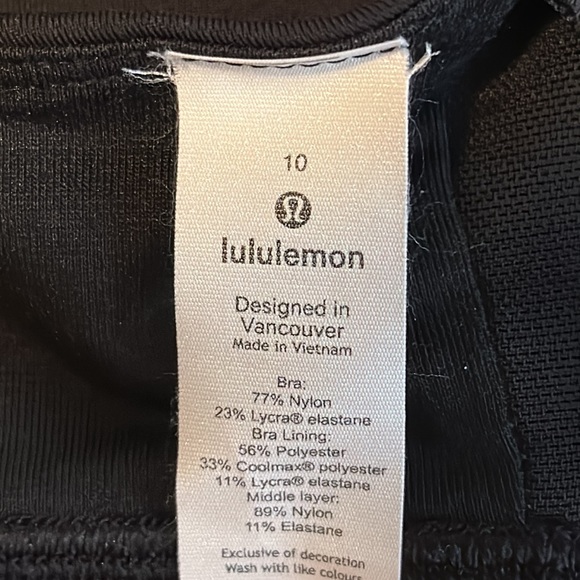 10
lululemon
Designed in
Vancouver
Made in Vietnam
Bra:
77% Nylon
23% Lycra® elastane
Bra Lining:
56% Polyester
33% Coolmax® polyester
11% Lycra® elastane
Middle layer:
89% Nylon
11% Elastane
Exclusive of decoration
Wash with like colours